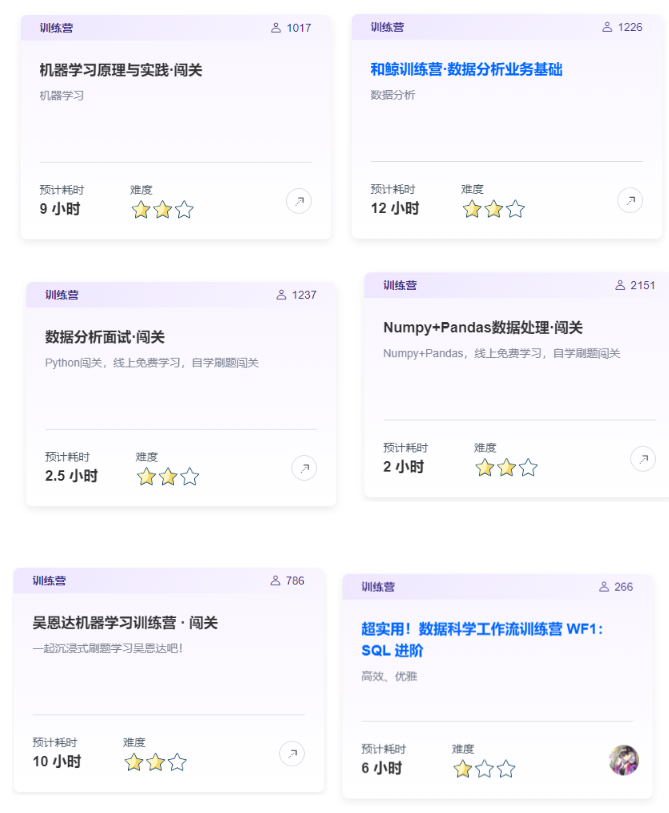 训练营 1017
机器学习原理与实践·闯关
机器学习
预计耗时 难度
9 小时
训练营 1226
和鲸训练营·数据分析业务基础
数据分析
预计耗时 难度
12 小时
训练营 1237
数据分析面试·闯关
Python闯关，线上免费学习，自学刷题闯关
预计耗时 难度
2.5 小时
训练营 2151
Numpy+Pandas数据处理·闯关
Numpy+Pandas，线上免费学习，自学刷题闯关
预计耗时 难度
2 小时
训练营 786
吴恩达机器学习训练营 · 闯关
一起沉浸式刷题学习吴恩达吧！
预计耗时 难度
10 小时
训练营 266
超实用！数据科学工作流训练营 WF1：
SQL 进阶
高效、优雅
预计耗时 难度
6 小时